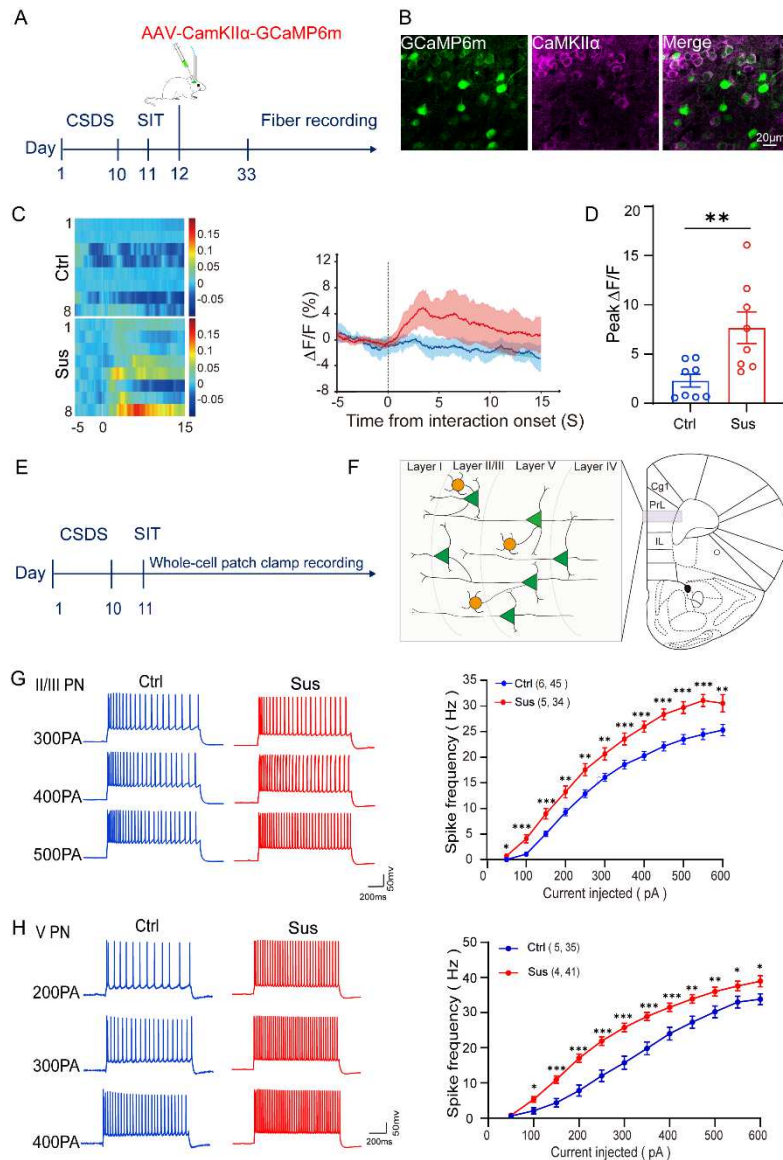 A
AAV-CamKIIα-GCaMP6m
CSDS SIT Fiber recording
Day
1 10 11 12 33
B
GCaMP6m CaMKIIα Merge
20μm
C
1
Ctrl
8
1
Sus
8
0.15
0.1
0.05
0
-0.05
0.15
0.1
0.05
0
-0.05
-5 0 15
ΔF/F (%)
12
8
4
0
-4
-8
-5 0 5 10 15
Time from interaction onset (S)
D
**
Peak ΔF/F
20
15
10
5
0
Ctrl Sus
E
CSDS SIT
Whole-cell patch clamp recording
Day
1 10 11
F
Layer I Layer II/III Layer V Layer IV
Cg1
PrL
IL
G
II/III PN Ctrl Sus
300PA
400PA
500PA
50mv
200ms
Ctrl (6, 45)
Sus (5, 34)
* *** *** ** ** ** *** *** *** *** *** **
Spike frequency ( Hz )
35
30
25
20
15
10
5
0
0 100 200 300 400 500 600
Current injected ( pA )
H
V PN Ctrl Sus
200PA
300PA
400PA
50mv
200ms
Ctrl (5, 35)
Sus (4, 41)
* *** *** *** *** *** *** ** ** * *
Spike frequency ( Hz )
50
40
30
20
10
0
0 100 200 300 400 500 600
Current injected ( pA )